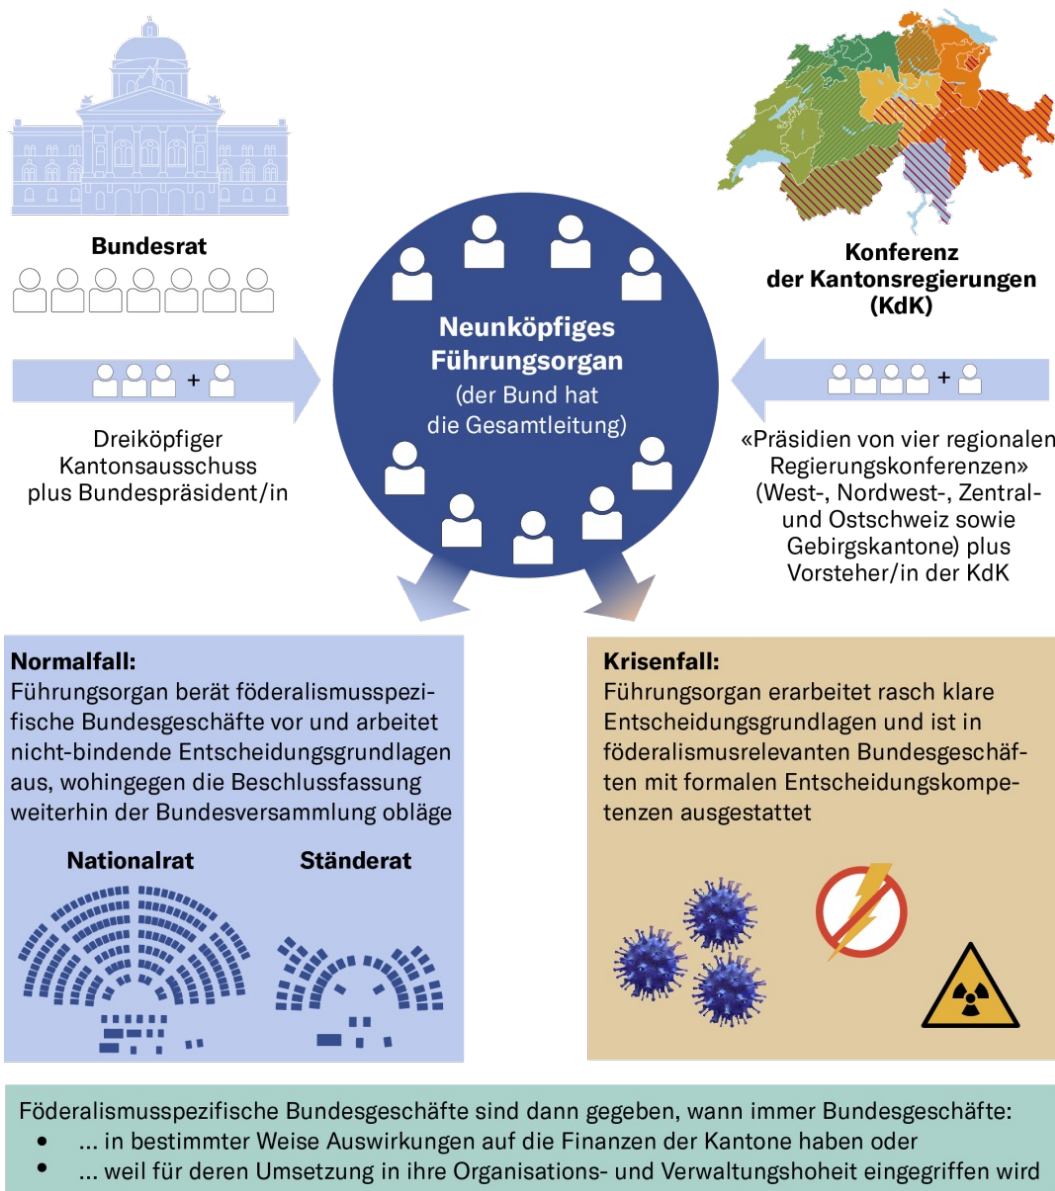 Bundesrat
Konferenz
der Kantonsregierungen
(KdK)
Neunköpfiges
Führungsorgan
(der Bund hat
die Gesamtleitung)
+
+
Dreiköpfiger
Kantonsausschuss
plus Bundespräsident/in
«Präsidien von vier regionalen
Regierungskonferenzen»
(West-, Nordwest-, Zentral-
und Ostschweiz sowie
Gebirgskantone) plus
Vorsteher/in der KdK
Normalfall:
Führungsorgan berät föderalismusspezi-
fische Bundesgeschäfte vor und arbeitet
nicht-bindende Entscheidungsgrundlagen
aus, wohingegen die Beschlussfassung
weiterhin der Bundesversammlung obläge
Nationalrat
Ständerat
Krisenfall:
Führungsorgan erarbeitet rasch klare
Entscheidungsgrundlagen und ist in
föderalismusrelevanten Bundesgeschäf-
ten mit formalen Entscheidungskompe-
tenzen ausgestattet
Föderalismusspezifische Bundesgeschäfte sind dann gegeben, wann immer Bundesgeschäfte:
• ... in bestimmter Weise Auswirkungen auf die Finanzen der Kantone haben oder
• ... weil für deren Umsetzung in ihre Organisations- und Verwaltungshoheit eingegriffen wird